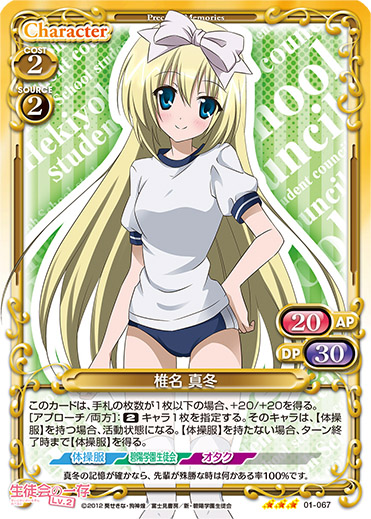 Precious Memories
Character
COST
2
SOURCE
2
Hekiyoh
School student
student council
20 AP
DP 30
椎名 真冬
このカードは、手札の枚数が1枚以下の場合、+20/+20を得る。
[アプローチ/両方]:2 キャラ1枚を指定する。そのキャラは、【体操
服】を持つ場合、活動状態になる。【体操服】を持たない場合、ターン終
了時まで【体操服】を得る。
体操服 碧陽学園生徒会 オタク
真冬の記憶が確かなら、先輩が殊勝な時は何かある率100%です。
生徒会の一存
Lv.2
©2012 葵せきな・狗神煌/富士見書房/新・碧陽学園生徒会
★★★ 01-067